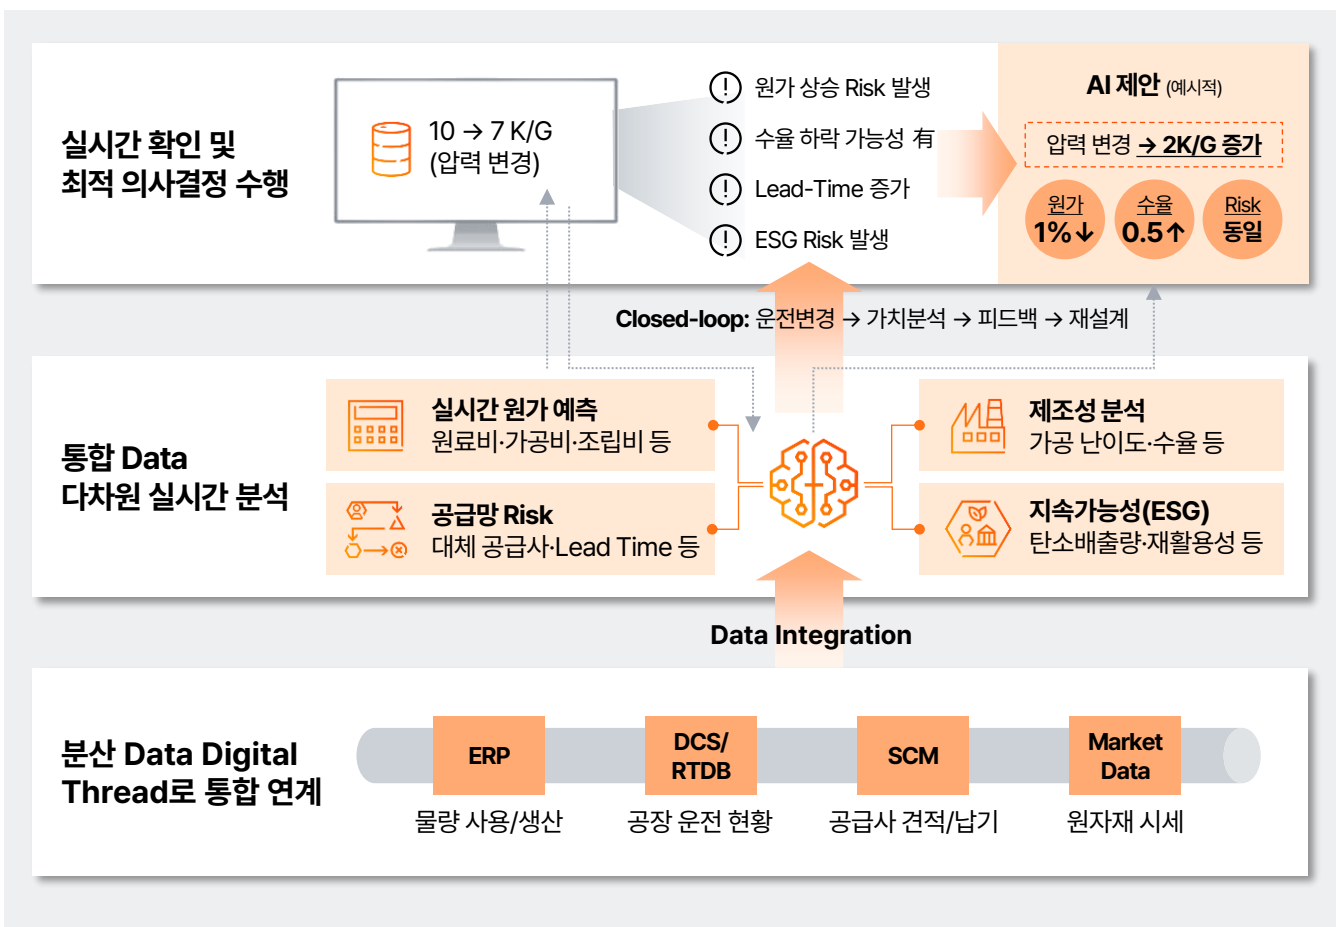 실시간 확인 및
최적 의사결정 수행
10 → 7 K/G
(압력 변경)
원가 상승 Risk 발생
수율 하락 가능성 有
Lead-Time 증가
ESG Risk 발생
AI 제안 (예시적)
압력 변경 → 2K/G 증가
원가
1%↓
수율
0.5↑
Risk
동일
Closed-loop: 운전변경 → 가치분석 → 피드백 → 재설계
통합 Data
다차원 실시간 분석
실시간 원가 예측
원료비·가공비·조립비 등
공급망 Risk
대체 공급사·Lead Time 등
제조성 분석
가공 난이도·수율 등
지속가능성(ESG)
탄소배출량·재활용성 등
Data Integration
분산 Data Digital
Thread로 통합 연계
ERP
물량 사용/생산
DCS/
RTDB
공장 운전 현황
SCM
공급사 견적/납기
Market
Data
원자재 시세